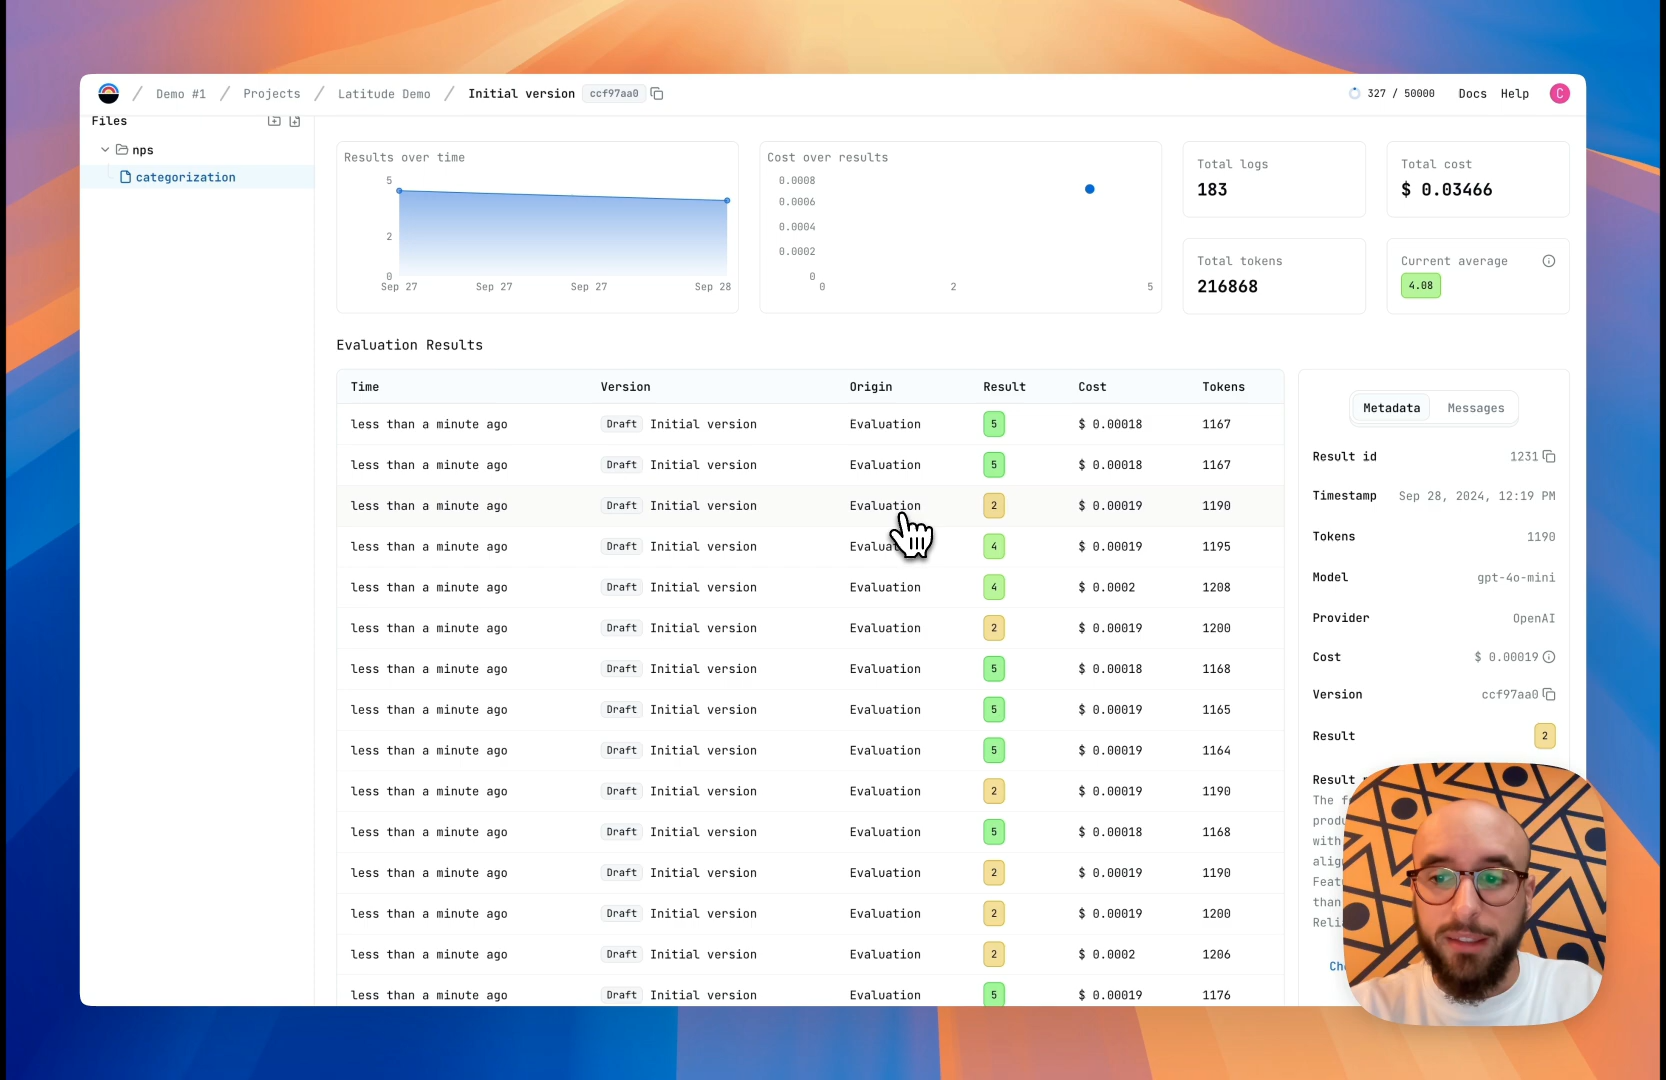 Demo #1 / Projects / Latitude Demo / Initial version ccf97aa0
327 / 50000 Docs Help C
Files
nps
categorization
Results over time
5
2
0
Sep 27 Sep 27 Sep 27 Sep 28
Cost over results
0.0008
0.0006
0.0004
0.0002
0
0 2 5
Total logs
183
Total cost
$ 0.03466
Total tokens
216868
Current average
4.08
Evaluation Results
Time Version Origin Result Cost Tokens
less than a minute ago Draft Initial version Evaluation 5 $ 0.00018 1167
less than a minute ago Draft Initial version Evaluation 5 $ 0.00018 1167
less than a minute ago Draft Initial version Evaluation 2 $ 0.00019 1190
less than a minute ago Draft Initial version 4 $ 0.00019 1195
less than a minute ago Draft Initial version Evaluation 4 $ 0.0002 1208
less than a minute ago Draft Initial version Evaluation 2 $ 0.00019 1200
less than a minute ago Draft Initial version Evaluation 5 $ 0.00018 1168
less than a minute ago Draft Initial version Evaluation 5 $ 0.00019 1165
less than a minute ago Draft Initial version Evaluation 5 $ 0.00019 1164
less than a minute ago Draft Initial version Evaluation 2 $ 0.00019 1190
less than a minute ago Draft Initial version Evaluation 5 $ 0.00018 1168
less than a minute ago Draft Initial version Evaluation 2 $ 0.00019 1190
less than a minute ago Draft Initial version Evaluation 2 $ 0.00019 1200
less than a minute ago Draft Initial version Evaluation 2 $ 0.0002 1206
less than a minute ago Draft Initial version Evaluation 5 $ 0.00019 1176
Metadata Messages
Result id 1231
Timestamp Sep 28, 2024, 12:19 PM
Tokens 1190
Model gpt-4o-mini
Provider OpenAI
Cost $ 0.00019
Version ccf97aa0
Result 2
Result
The
with
than